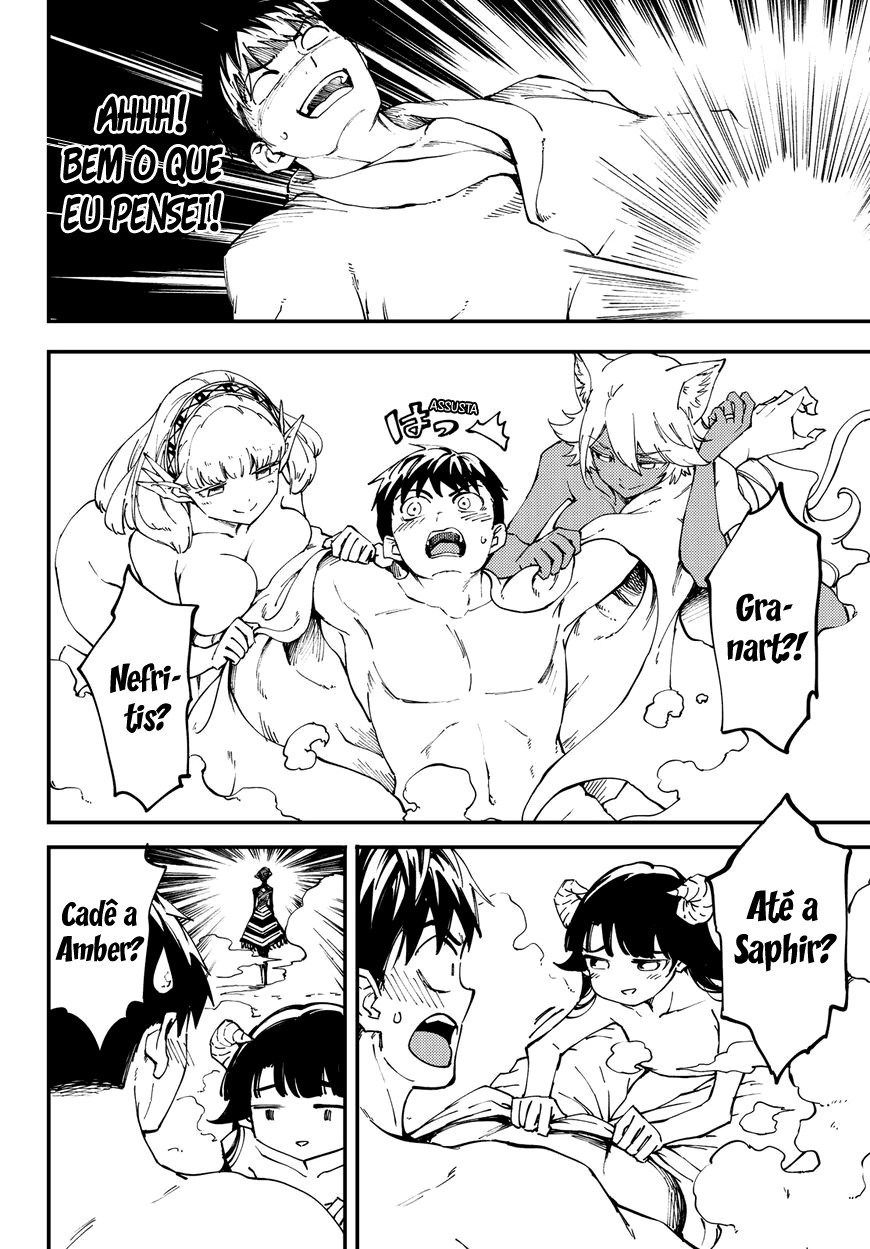 AHHH!
BEM O QUE
EU PENSEI!
はっ
ASSUSTA
Gra-
nart?!
Nefri-
tis?
Até a
Saphir?
Cadê a
Amber?